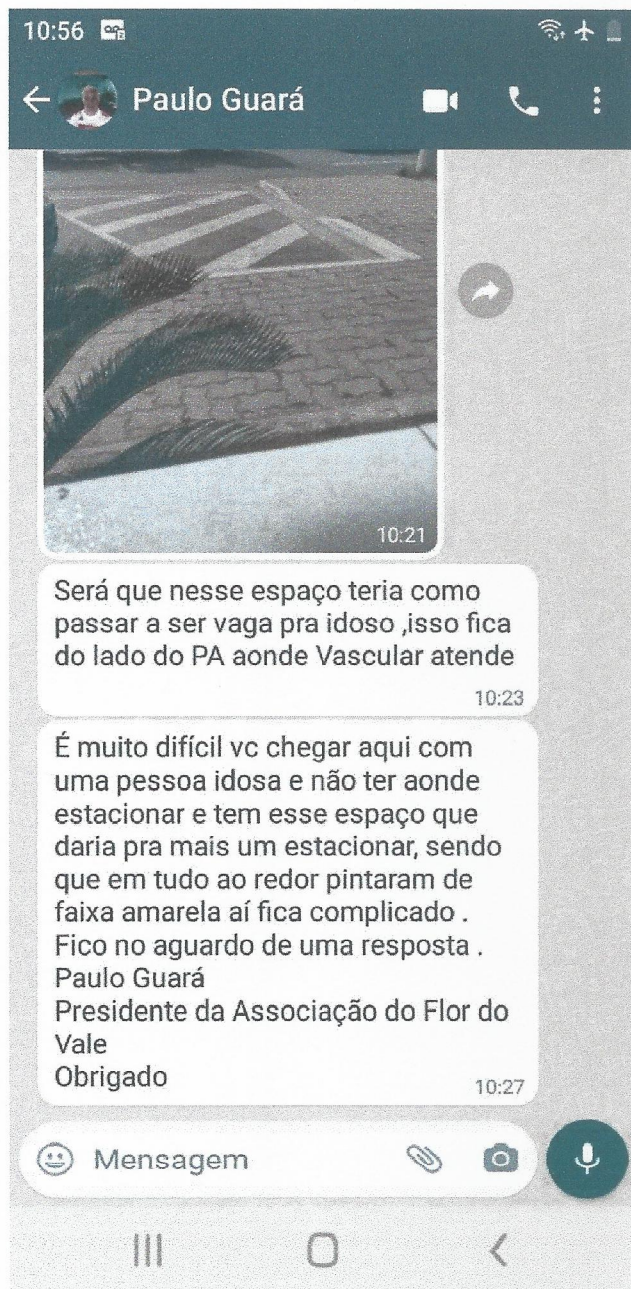 10:56
Paulo Guará
10:21
Será que nesse espaço teria como
passar a ser vaga pra idoso ,isso fica
do lado do PA aonde Vascular atende
10:23
É muito difícil vc chegar aqui com
uma pessoa idosa e não ter aonde
estacionar e tem esse espaço que
daria pra mais um estacionar, sendo
que em tudo ao redor pintaram de
faixa amarela aí fica complicado .
Fico no aguardo de uma resposta .
Paulo Guará
Presidente da Associação do Flor do
Vale
Obrigado
10:27
Mensagem